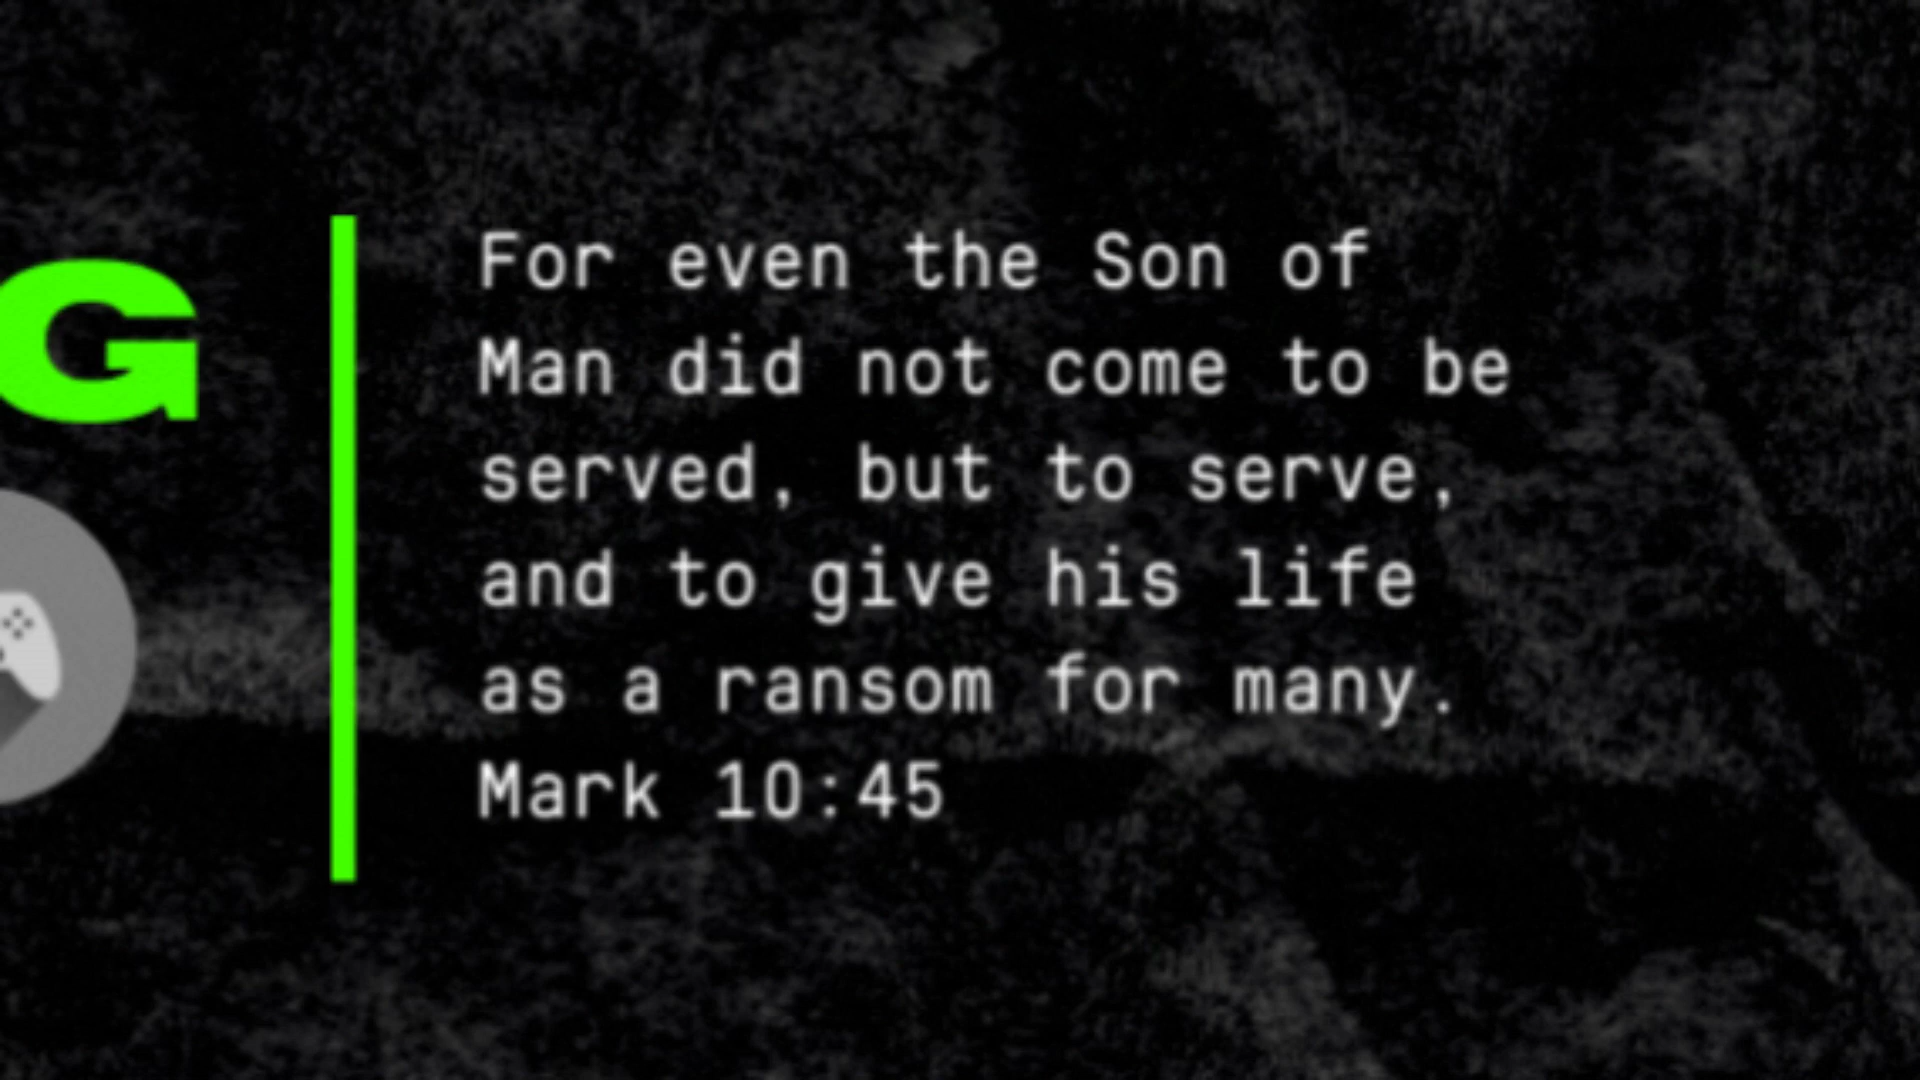 G
For even the Son of
Man did not come to be
served, but to serve,
and to give his life
as a ransom for many.
Mark 10:45